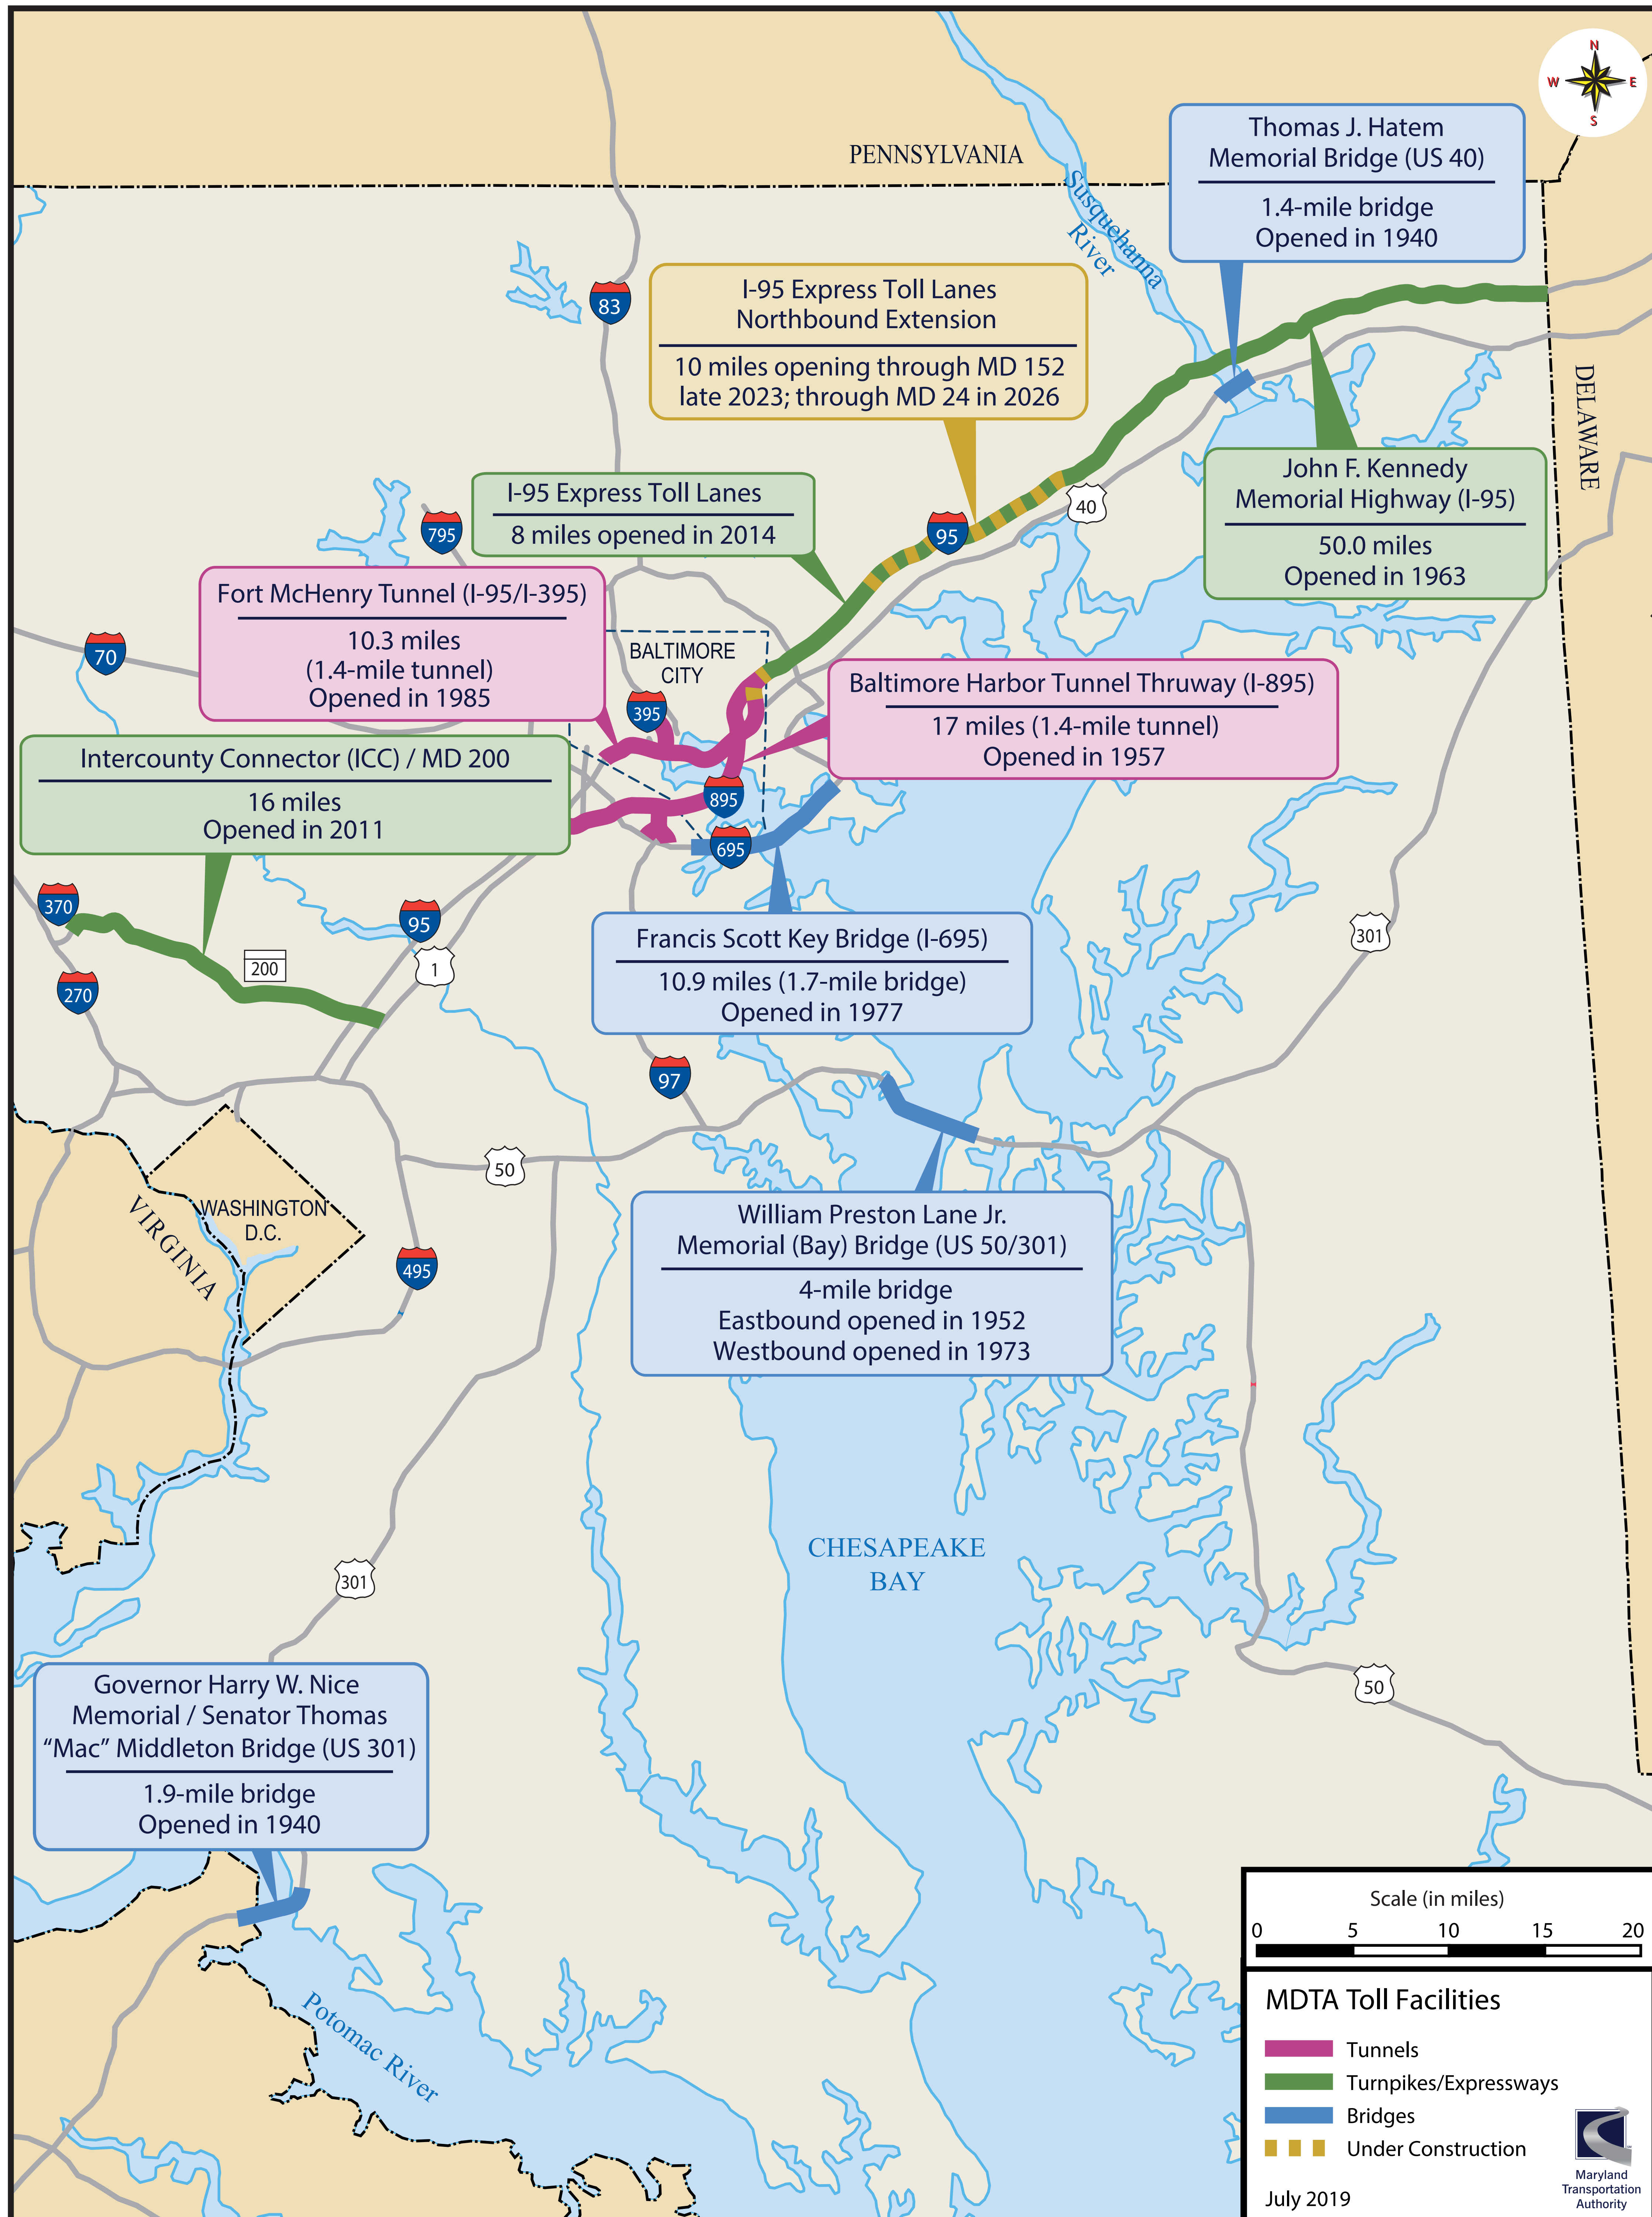 N
W
E
S
PENNSYLVANIA
Susquehanna
River
Thomas J. Hatem
Memorial Bridge (US 40)
1.4-mile bridge
Opened in 1940
83
I-95 Express Toll Lanes
Northbound Extension
10 miles opening through MD 152
late 2023; through MD 24 in 2026
DELAWARE
John F. Kennedy
Memorial Highway (I-95)
50.0 miles
Opened in 1963
40
95
795
I-95 Express Toll Lanes
8 miles opened in 2014
Fort McHenry Tunnel (I-95/I-395)
10.3 miles
(1.4-mile tunnel)
Opened in 1985
70
BALTIMORE
CITY
395
Baltimore Harbor Tunnel Thruway (I-895)
17 miles (1.4-mile tunnel)
Opened in 1957
Intercounty Connector (ICC) / MD 200
16 miles
Opened in 2011
895
695
370
95
1
200
270
301
Francis Scott Key Bridge (I-695)
10.9 miles (1.7-mile bridge)
Opened in 1977
97
50
VIRGINIA
WASHINGTON
D.C.
495
William Preston Lane Jr.
Memorial (Bay) Bridge (US 50/301)
4-mile bridge
Eastbound opened in 1952
Westbound opened in 1973
CHESAPEAKE
BAY
301
50
Governor Harry W. Nice
Memorial / Senator Thomas
“Mac” Middleton Bridge (US 301)
1.9-mile bridge
Opened in 1940
Potomac River
Scale (in miles)
0 5 10 15 20
MDTA Toll Facilities
Tunnels
Turnpikes/Expressways
Bridges
Under Construction
July 2019
Maryland
Transportation
Authority